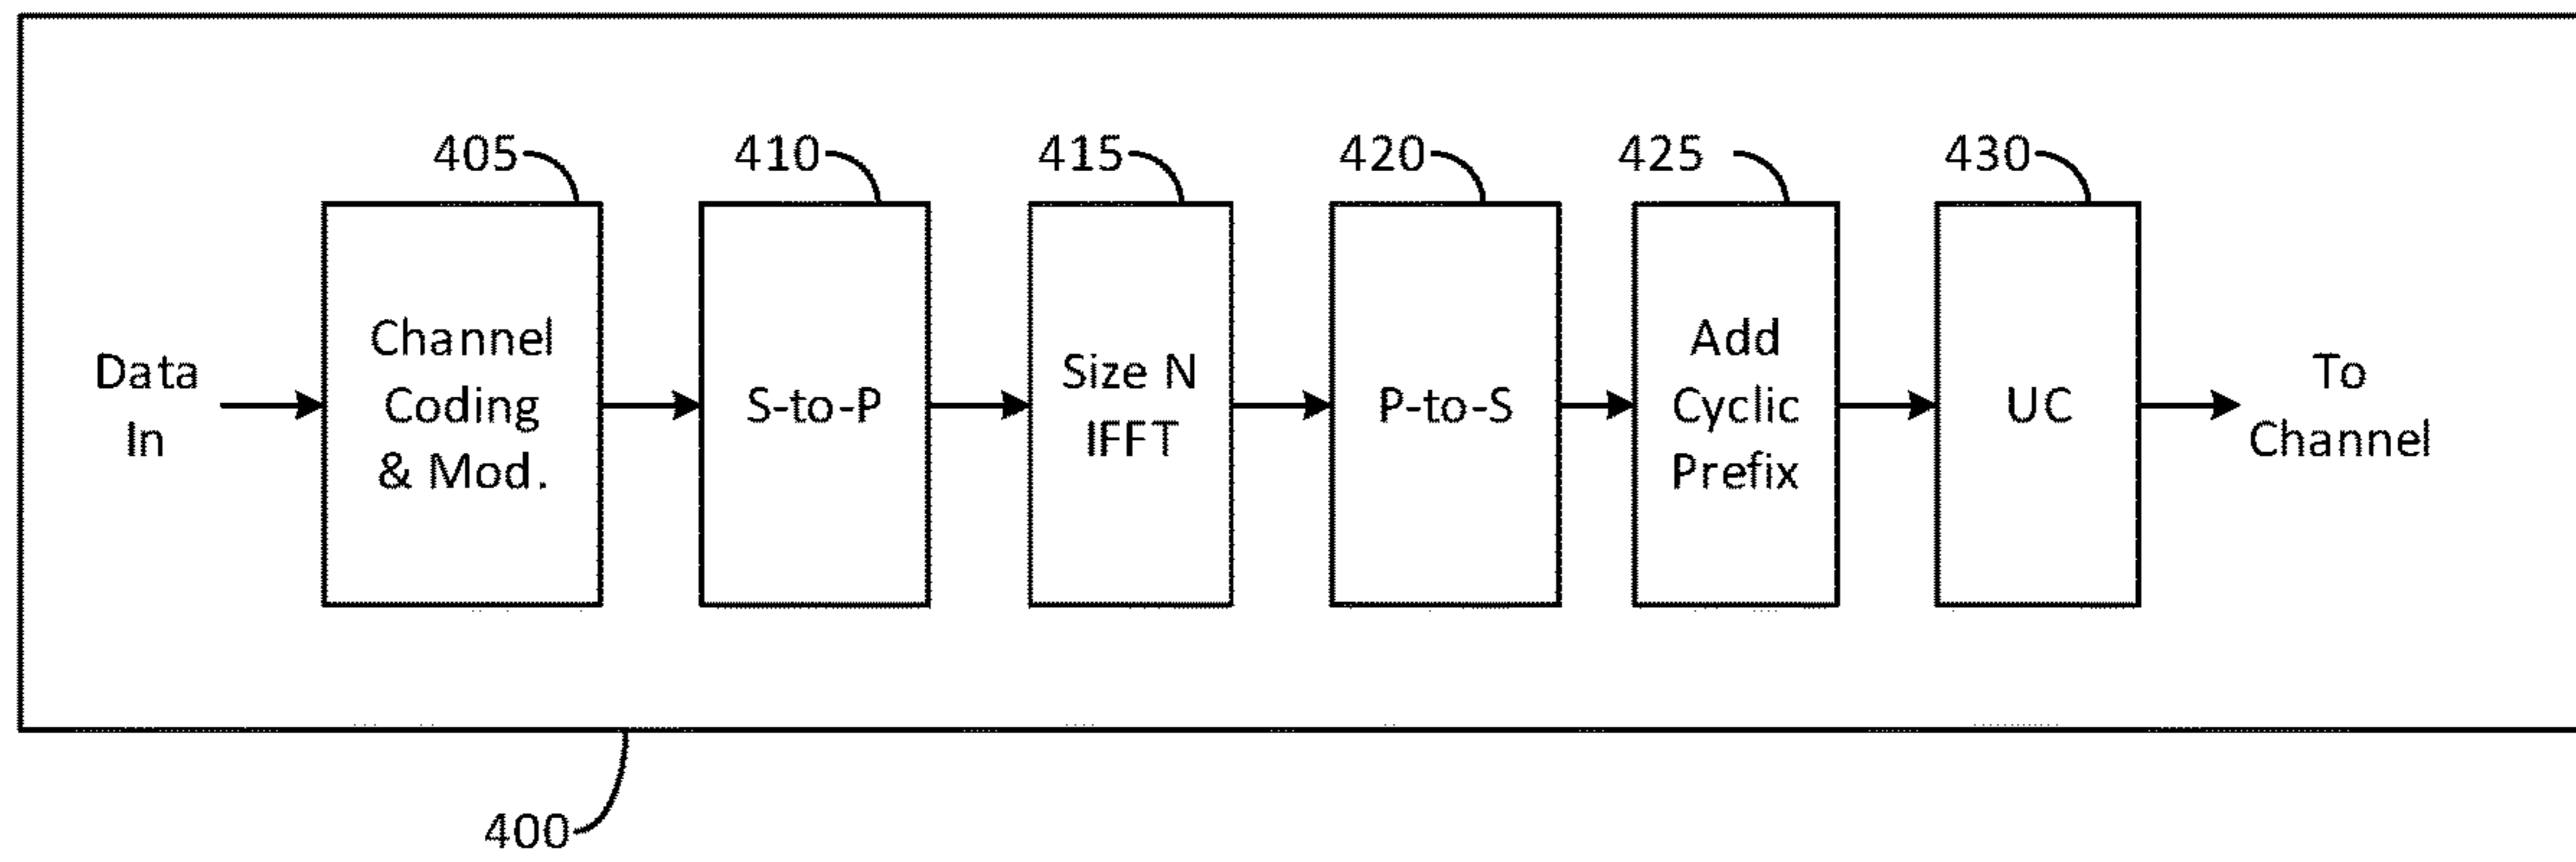 405
410
415
420
425
430
Data
In
Channel
Coding
& Mod.
S-to-P
Size N
IFFT
P-to-S
Add
Cyclic
Prefix
UC
To
Channel
400